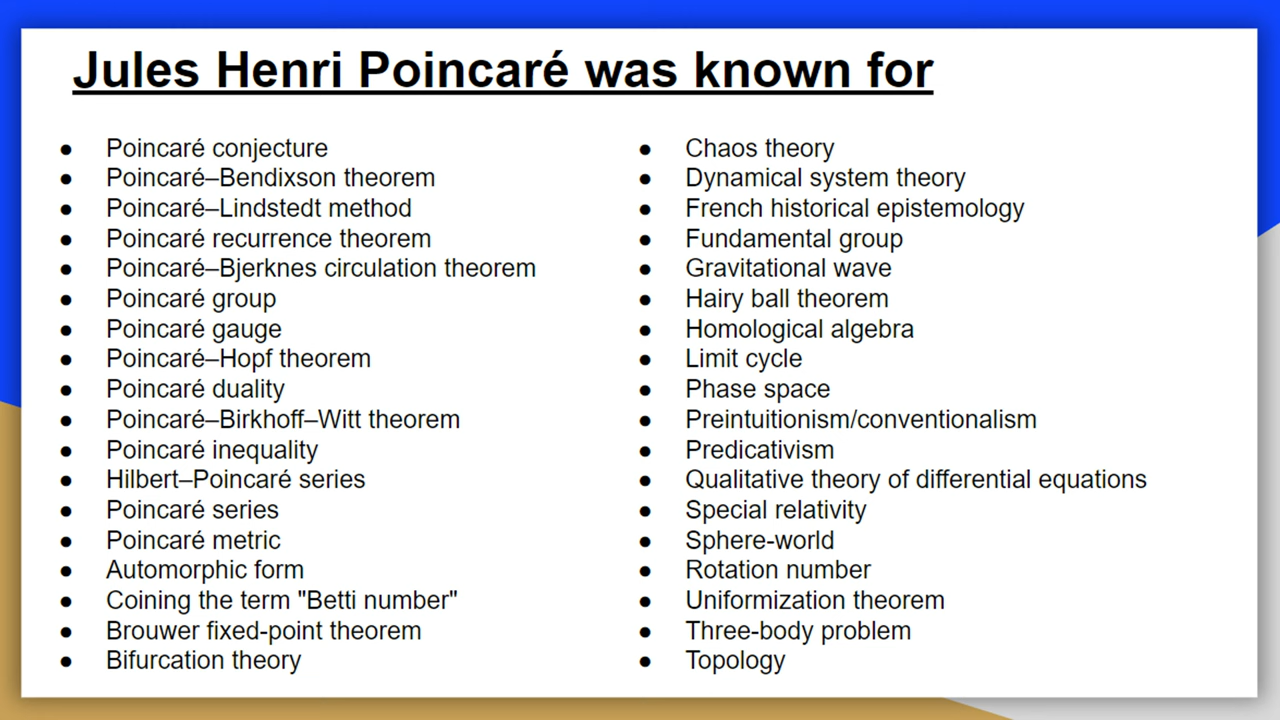 Jules Henri Poincaré was known for
● Poincaré conjecture
● Poincaré–Bendixson theorem
● Poincaré–Lindstedt method
● Poincaré recurrence theorem
● Poincaré–Bjerknes circulation theorem
● Poincaré group
● Poincaré gauge
● Poincaré–Hopf theorem
● Poincaré duality
● Poincaré–Birkhoff–Witt theorem
● Poincaré inequality
● Hilbert–Poincaré series
● Poincaré series
● Poincaré metric
● Automorphic form
● Coining the term "Betti number"
● Brouwer fixed-point theorem
● Bifurcation theory
● Chaos theory
● Dynamical system theory
● French historical epistemology
● Fundamental group
● Gravitational wave
● Hairy ball theorem
● Homological algebra
● Limit cycle
● Phase space
● Preintuitionism/conventionalism
● Predicativism
● Qualitative theory of differential equations
● Special relativity
● Sphere-world
● Rotation number
● Uniformization theorem
● Three-body problem
● Topology